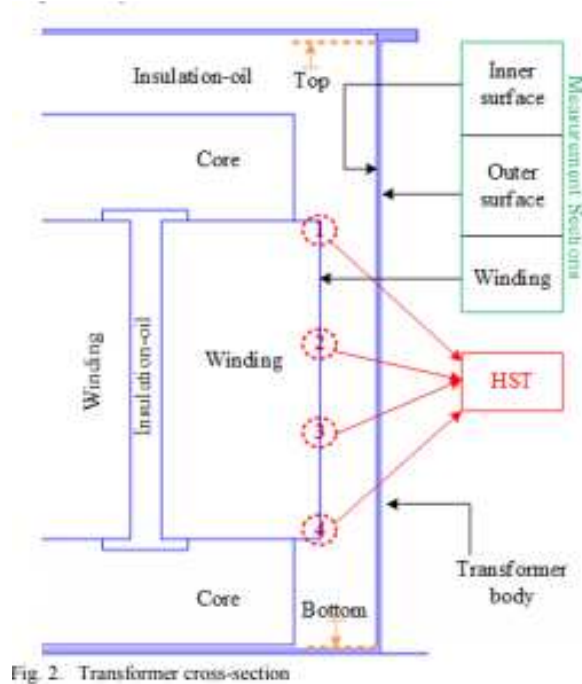 Insulation-oil
Top
Inner
surface
Core
Outer
surface
Measurement Sections
1
Winding
2
Winding
Insulation-oil
Winding
HST
3
4
Transformer
body
Core
Bottom
Fig. 2. Transformer cross-section